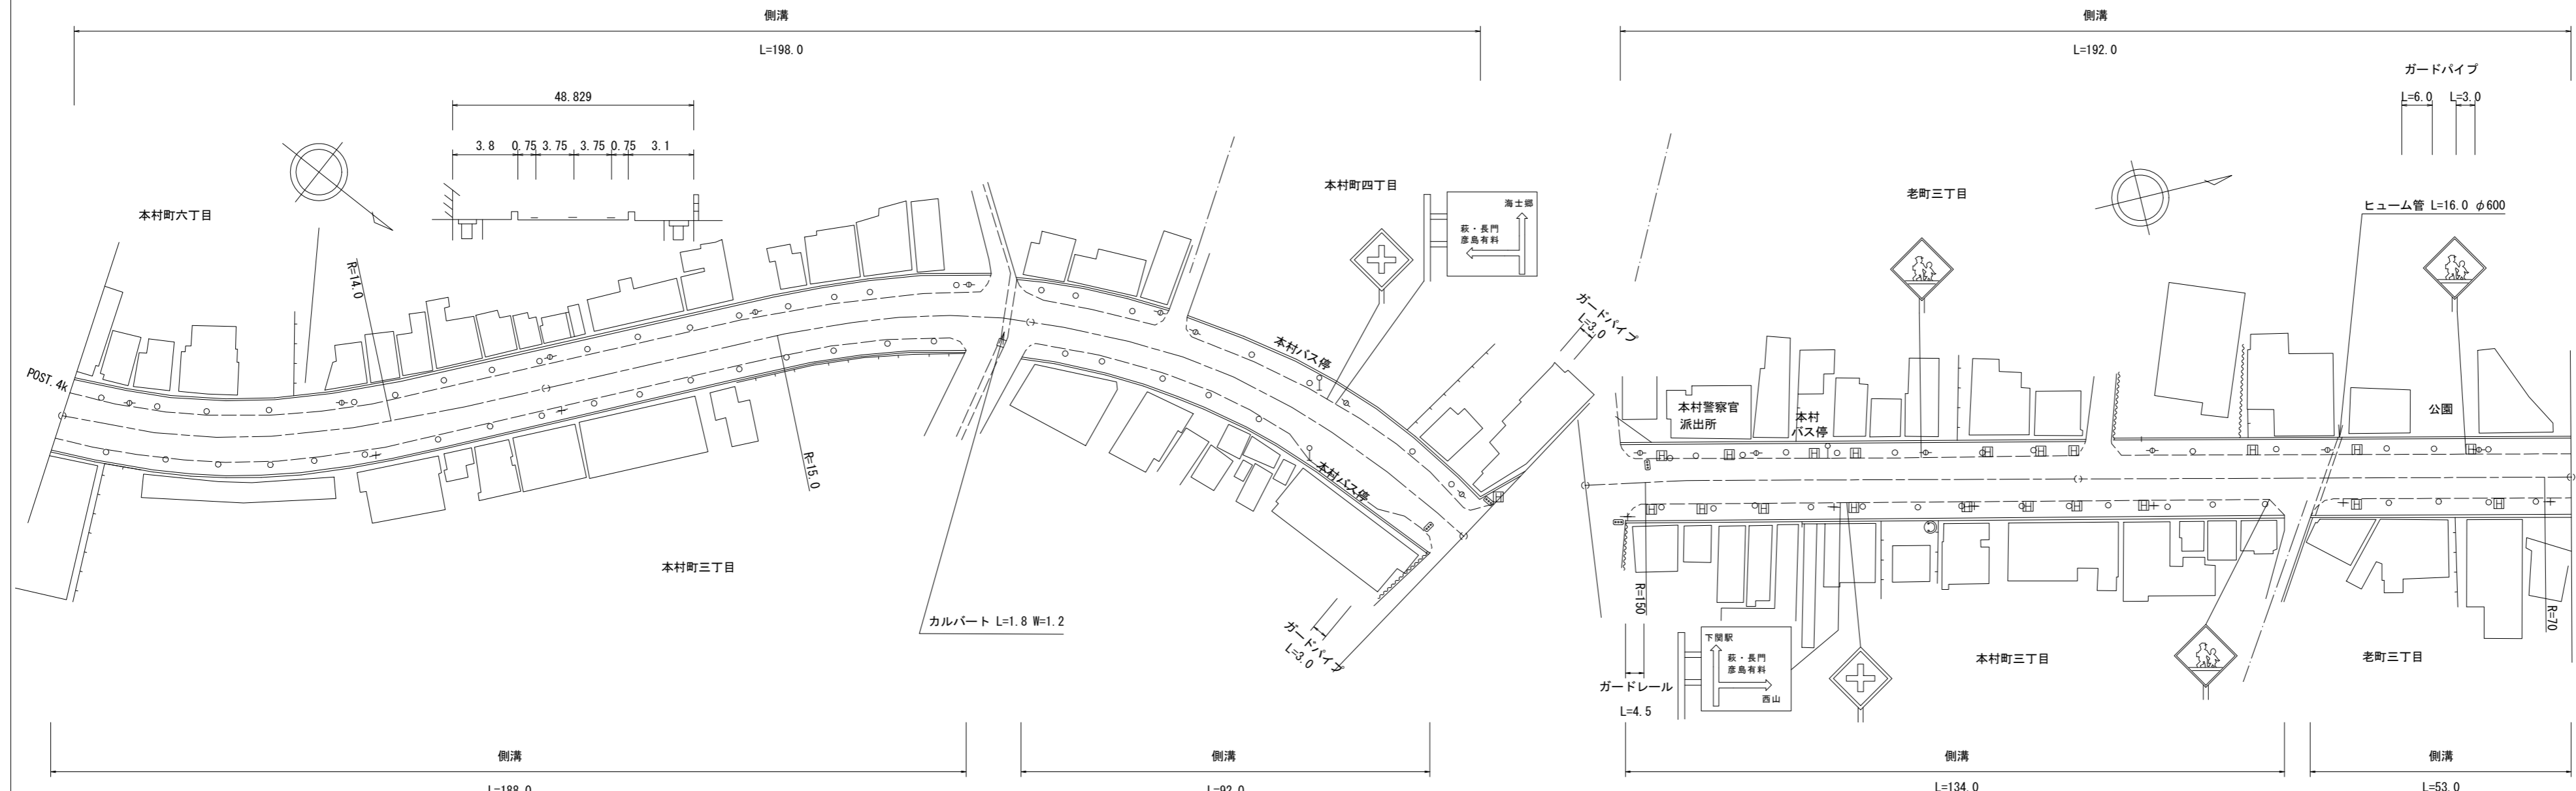 側溝
L=198.0
側溝
L=192.0
ガードパイプ
L=6.0 L=3.0
48.829
3.8 0.75 3.75 3.75 0.75 3.1
本村町六丁目
本村町四丁目
海士郷
萩・長門
彦島有料
老町三丁目
ヒューム管 L=16.0 φ600
R=14.0
POST.4k
本村バス停
ガードパイプ
L=3.0
本村警察官
派出所
本村
バス停
公園
R=15.0
本村バス停
本村町三丁目
カルバート L=1.8 W=1.2
ガードパイプ
L=3.0
R=150
ガードレール
L=4.5
下関駅
萩・長門
彦島有料
西山
本村町三丁目
老町三丁目
R=70
側溝
L=188.0
側溝
L=92.0
側溝
L=134.0
側溝
L=53.0